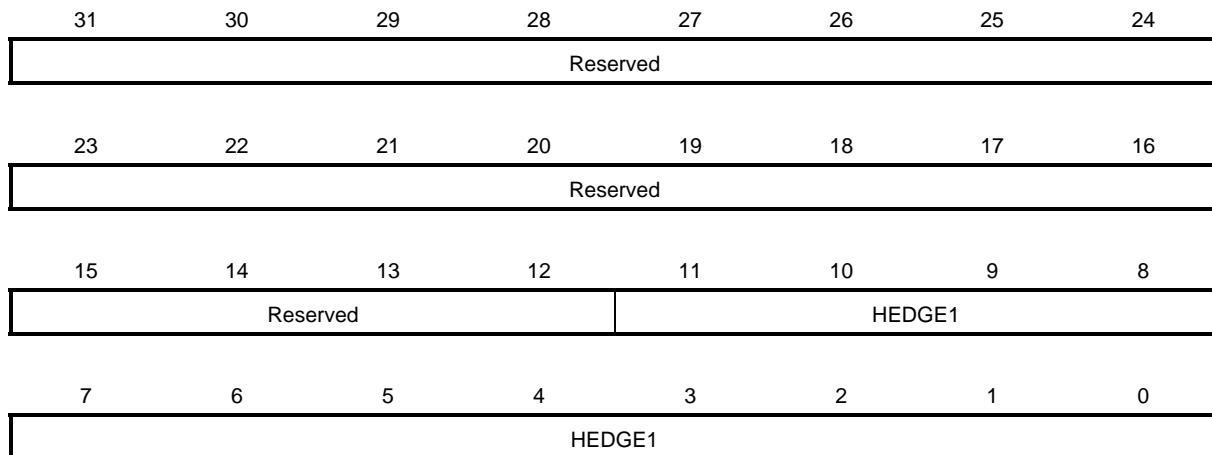 31 30 29 28 27 26 25 24
Reserved
23 22 21 20 19 18 17 16
Reserved
15 14 13 12 11 10 9 8
Reserved HEDGE1
7 6 5 4 3 2 1 0
HEDGE1